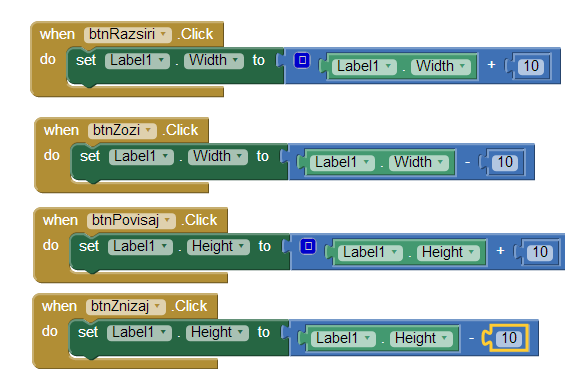 when btnRazsiri .Click
do set Label1 . Width to Label1 . Width + 10
when btnZozi .Click
do set Label1 . Width to Label1 . Width - 10
when btnPovisaj .Click
do set Label1 . Height to Label1 . Height + 10
when btnZnizaj .Click
do set Label1 . Height to Label1 . Height - 10